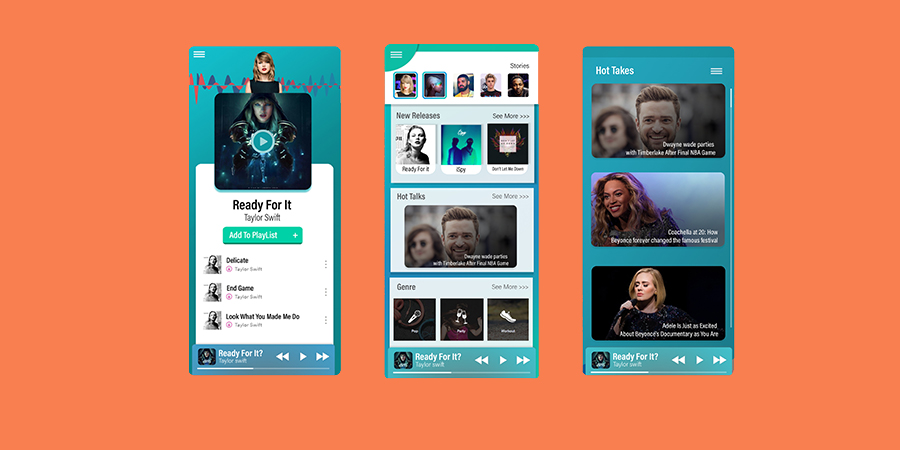 Ready For It
Taylor Swift
Add To PlayList +
Delicate
Taylor Swift
End Game
Taylor Swift
Look What You Made Me Do
Taylor Swift
Ready For It?
Taylor swift
Stories
New Releases
See More >>>
Ready For It
iSpy
Don't Let Me Down
Hot Talks
See More >>>
Dwayne wade parties
with Timberlake After Final NBA Game
Genre
See More >>>
Pop
Party
Workout
Ready For It?
Taylor swift
Hot Takes
Dwayne wade parties
with Timberlake After Final NBA Game
Coachella at 20: How
Beyonce forever changed the famous festival
Adele Is Just as Excited
About Beyonce's Documentary as You Are
Ready For It?
Taylor swift